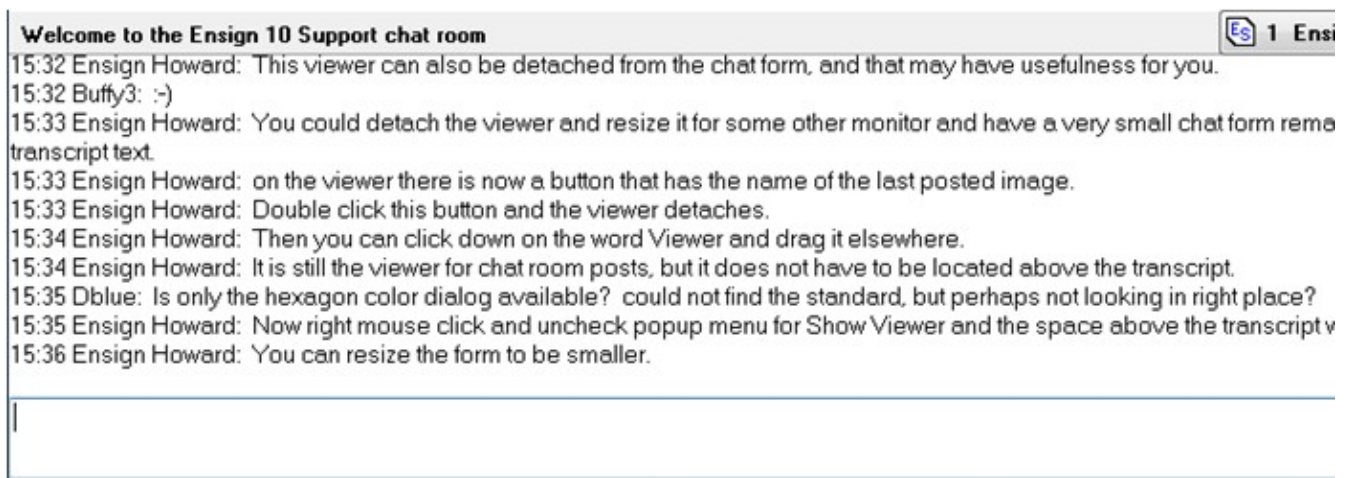 Welcome to the Ensign 10 Support chat room
ES 1 Ensi
15:32 Ensign Howard: This viewer can also be detached from the chat form, and that may have usefulness for you.
15:32 Buffy3: :-)
15:33 Ensign Howard: You could detach the viewer and resize it for some other monitor and have a very small chat form rema
transcript text.
15:33 Ensign Howard: on the viewer there is now a button that has the name of the last posted image.
15:33 Ensign Howard: Double click this button and the viewer detaches.
15:34 Ensign Howard: Then you can click down on the word Viewer and drag it elsewhere.
15:34 Ensign Howard: It is still the viewer for chat room posts, but it does not have to be located above the transcript.
15:35 Dblue: Is only the hexagon color dialog available? could not find the standard, but perhaps not looking in right place?
15:35 Ensign Howard: Now right mouse click and uncheck popup menu for Show Viewer and the space above the transcript w
15:36 Ensign Howard: You can resize the form to be smaller.